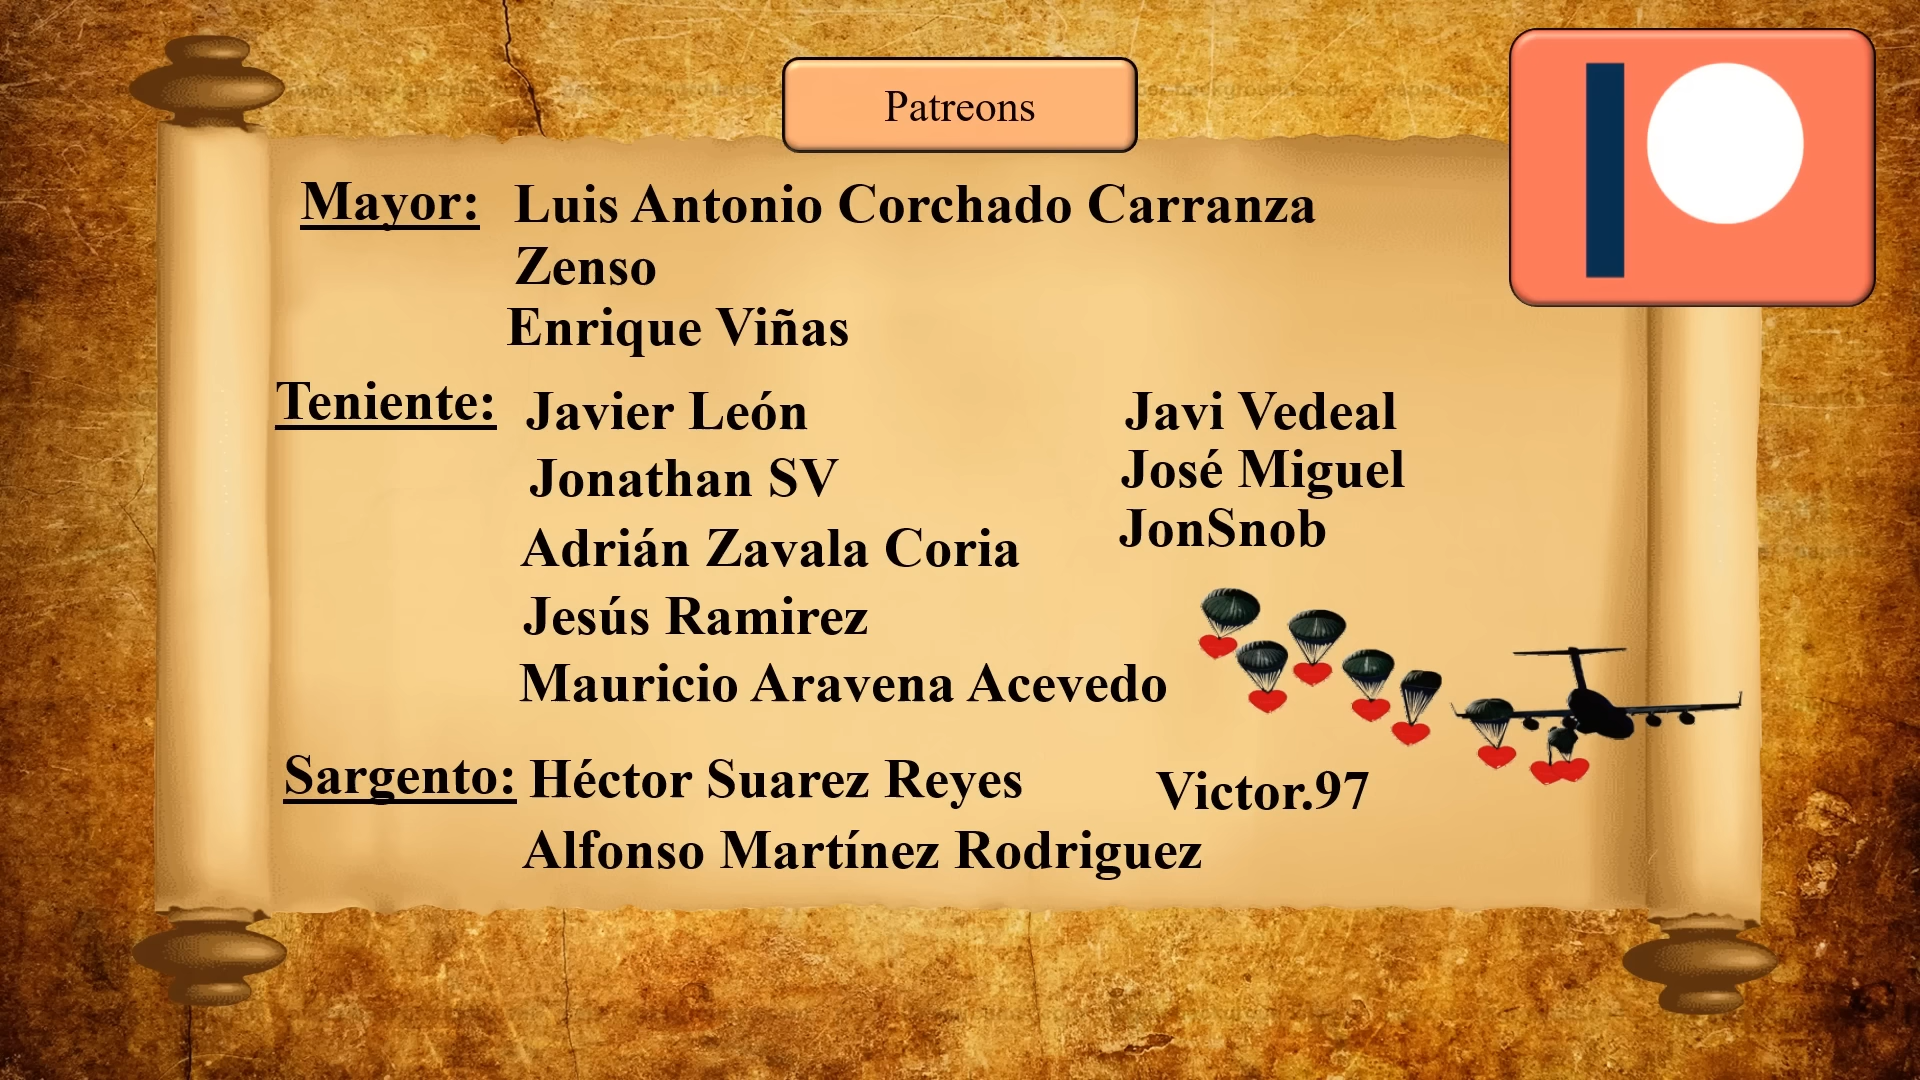 Patreons
Mayor: Luis Antonio Corchado Carranza
Zenso
Enrique Viñas
Teniente: Javier León
Jonathan SV
Adrián Zavala Coria
Jesús Ramirez
Mauricio Aravena Acevedo
Javi Vedeal
José Miguel
JonSnob
Sargento: Héctor Suarez Reyes
Alfonso Martínez Rodriguez
Victor.97